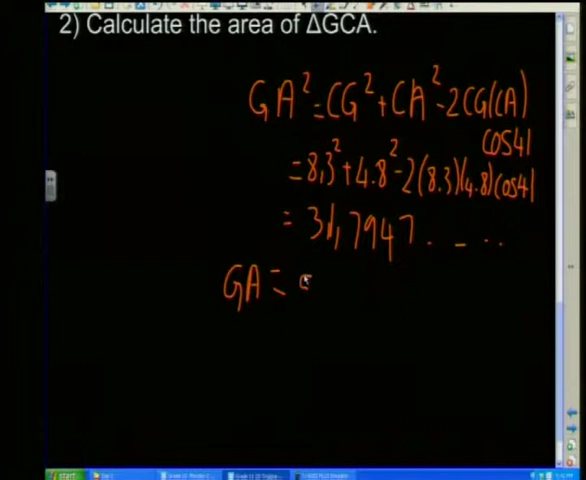 2) Calculate the area of ΔGCA.
GA² = CG² + CA² - 2CG(CA)
cos41
= 8,3² + 4.8² - 2(8.3)(4.8)cos41
= 31,7947. _ ..
GA =
start